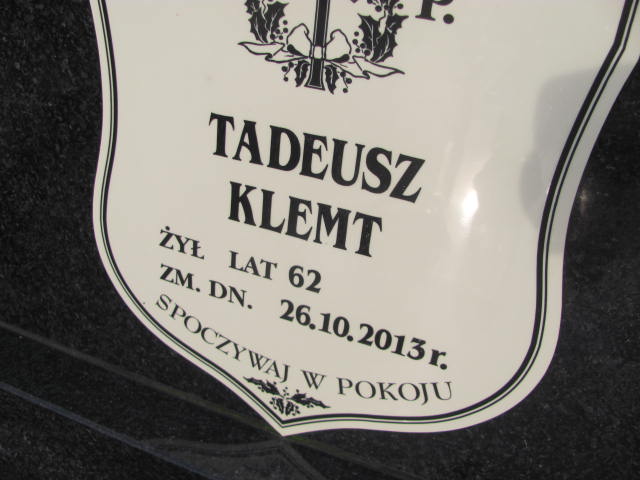 P.
TADEUSZ
KLEMT
ŻYŁ LAT 62
ZM. DN. 26.10.2013 r.
SPOCZYWAJ W POKOJU